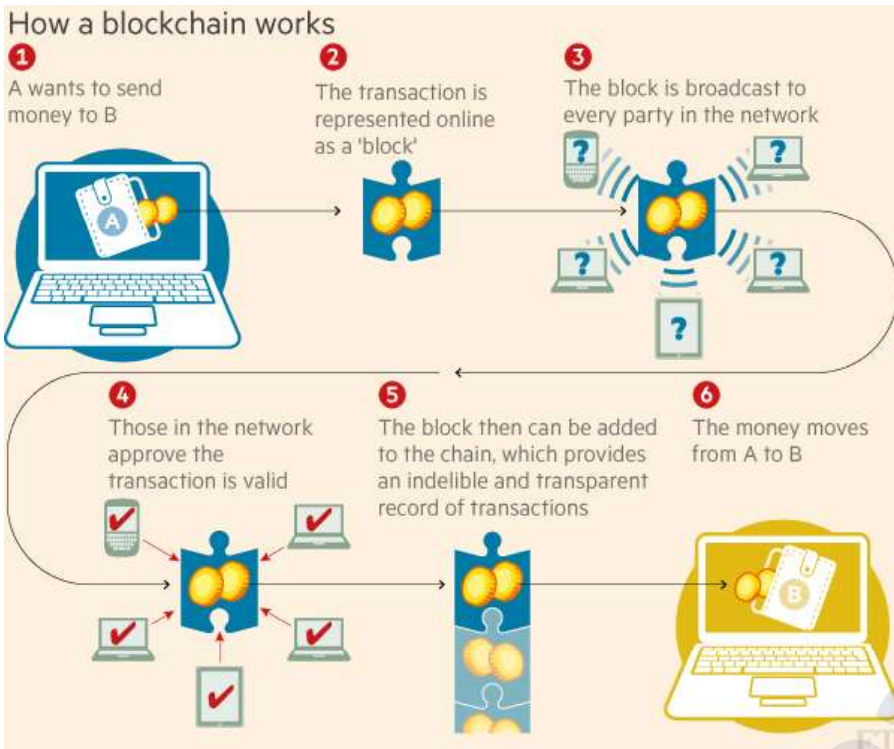 How a blockchain works
1
A wants to send
money to B
2
The transaction is
represented online
as a 'block'
3
The block is broadcast to
every party in the network
A
? ? ? ? ?
4
Those in the network
approve the
transaction is valid
5
The block then can be added
to the chain, which provides
an indelible and transparent
record of transactions
6
The money moves
from A to B
B